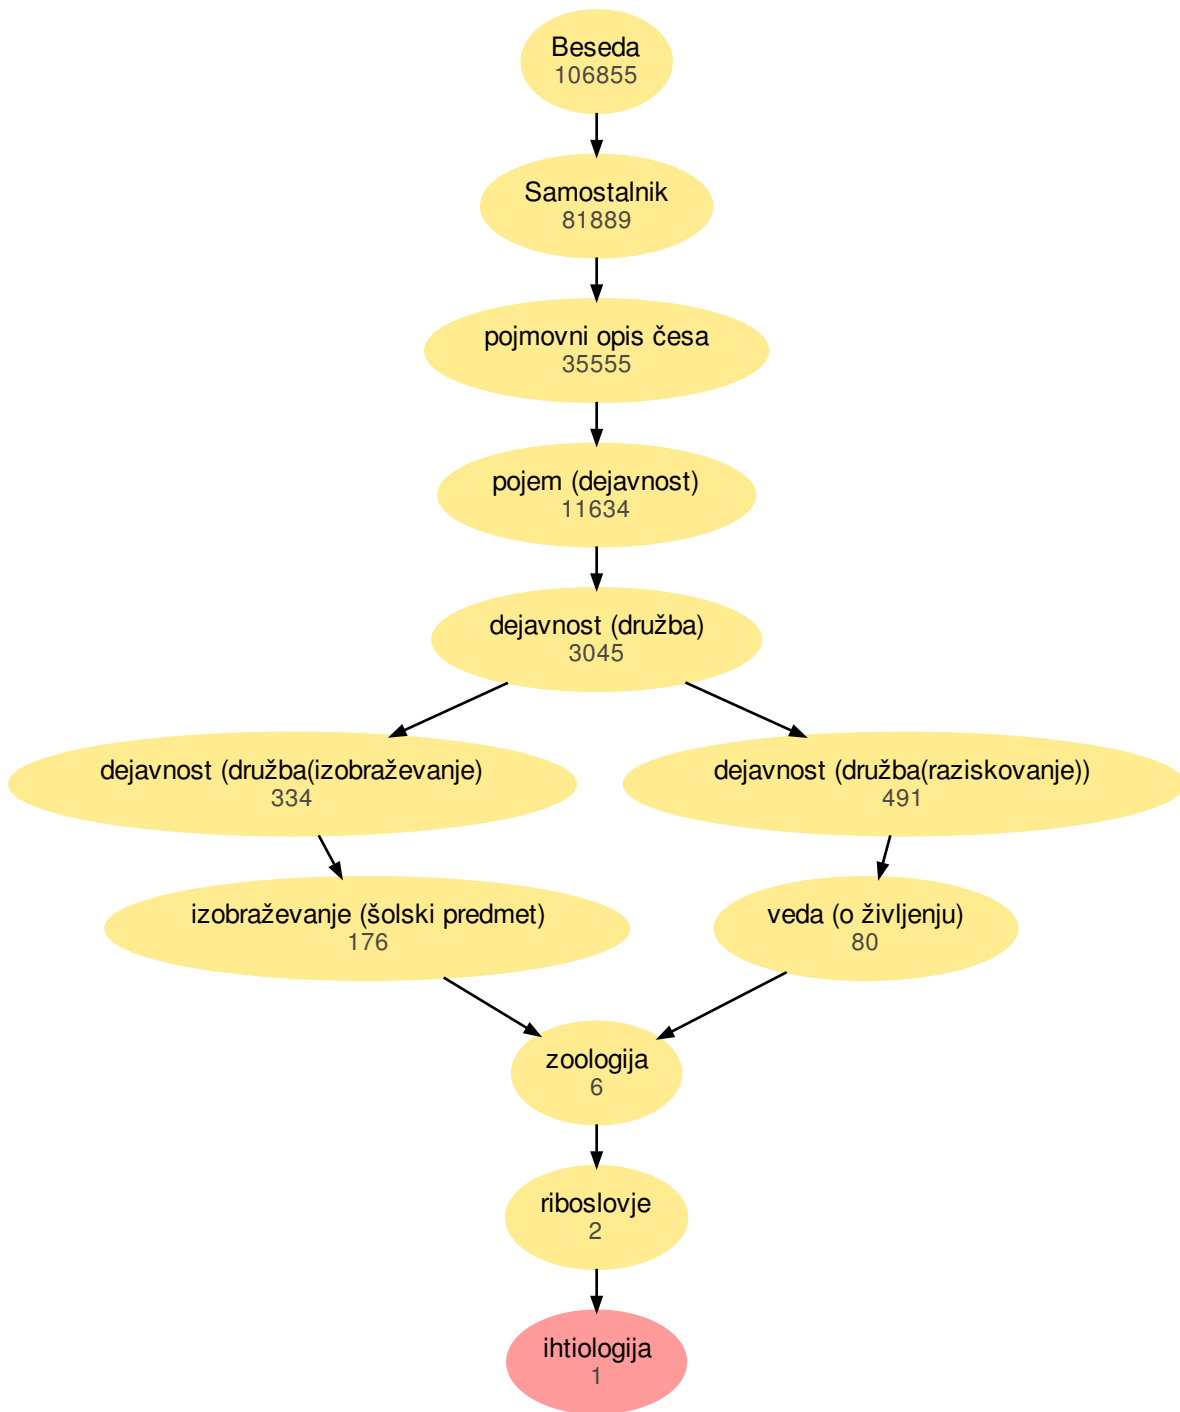 Beseda
106855
Samostalnik
81889
pojmovni opis česa
35555
pojem (dejavnost)
11634
dejavnost (družba)
3045
dejavnost (družba(izobraževanje)
334
dejavnost (družba(raziskovanje))
491
izobraževanje (šolski predmet)
176
veda (o življenju)
80
zoologija
6
riboslovje
2
ihtiologija
1